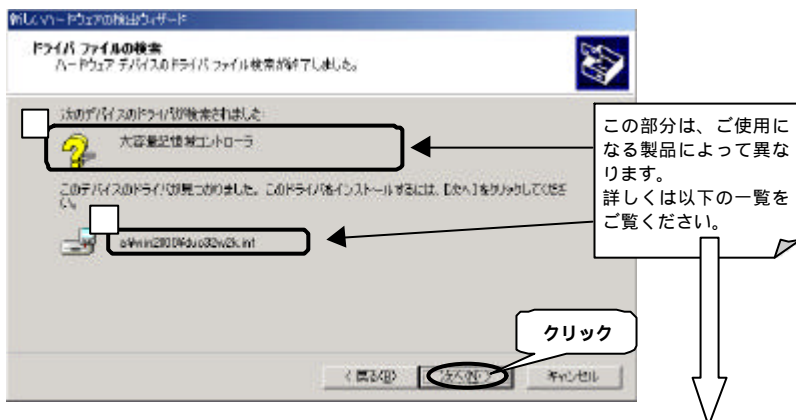 新しいハードウェアの検出ウィザード
ドライバ ファイルの検索
ハードウェア デバイスのドライバ ファイル検索が終了しました。
次のデバイスのドライバが検索されました:
大容量記憶域コントローラ
このデバイスのドライバが見つかりました。このドライバをインストールするには、[次へ] をクリックしてくださ
い。
a:¥win2000¥duo32w2k.inf
この部分は、ご使用に
なる製品によって異な
ります。
詳しくは以下の一覧を
ご覧ください。
クリック
< 戻る(B)
次へ(N) >
キャンセル